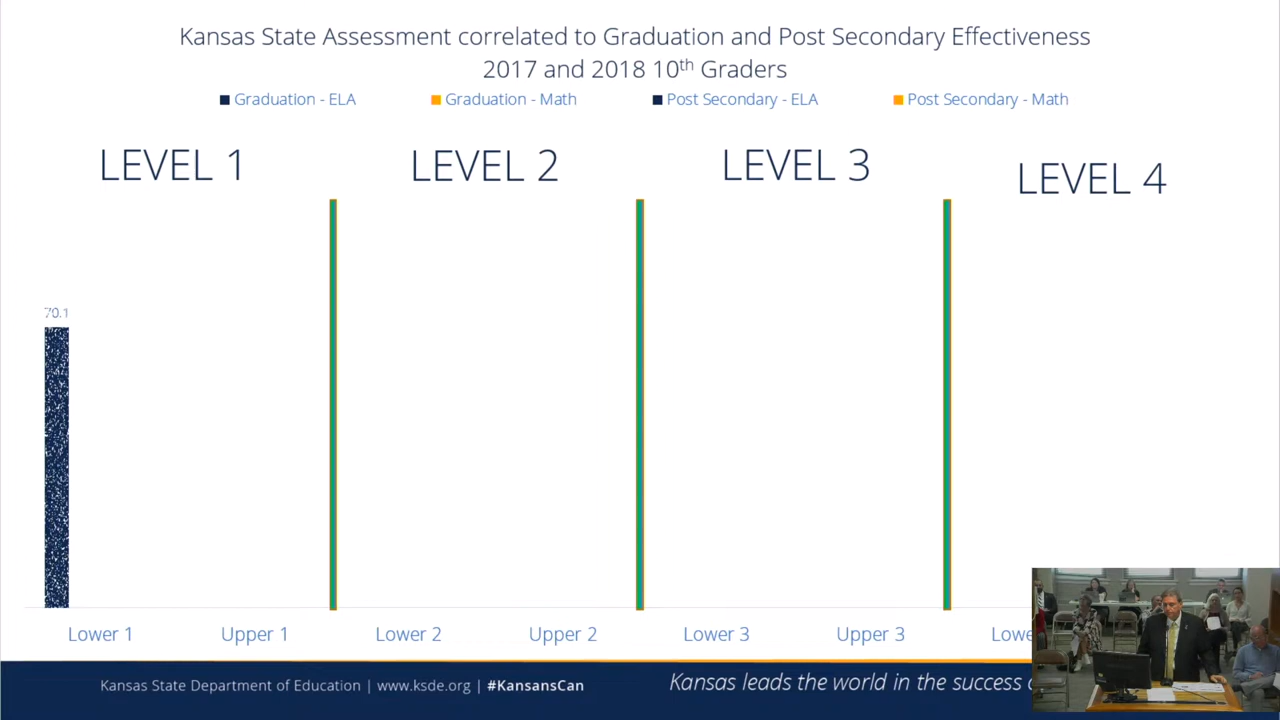 Kansas State Assessment correlated to Graduation and Post Secondary Effectiveness
2017 and 2018 10th Graders
Graduation - ELA
Graduation - Math
Post Secondary - ELA
Post Secondary - Math
LEVEL 1
LEVEL 2
LEVEL 3
LEVEL 4
70.1
Lower 1
Upper 1
Lower 2
Upper 2
Lower 3
Upper 3
Lowe
Kansas State Department of Education | www.ksde.org | #KansansCan
Kansas leads the world in the success